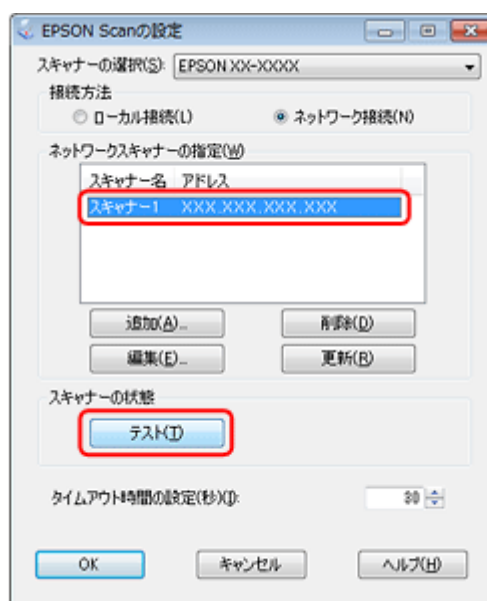 EPSON Scanの設定
スキャナーの選択(S): EPSON XX-XXXX
接続方法
ローカル接続(L) ネットワーク接続(N)
ネットワークスキャナーの指定(W)
スキャナー名 アドレス
スキャナー1 XXX.XXX.XXX.XXX
追加(A)... 削除(D)
編集(E)... 更新(R)
スキャナーの状態
テスト(T)
タイムアウト時間の設定(秒)(I): 30
OK キャンセル ヘルプ(H)